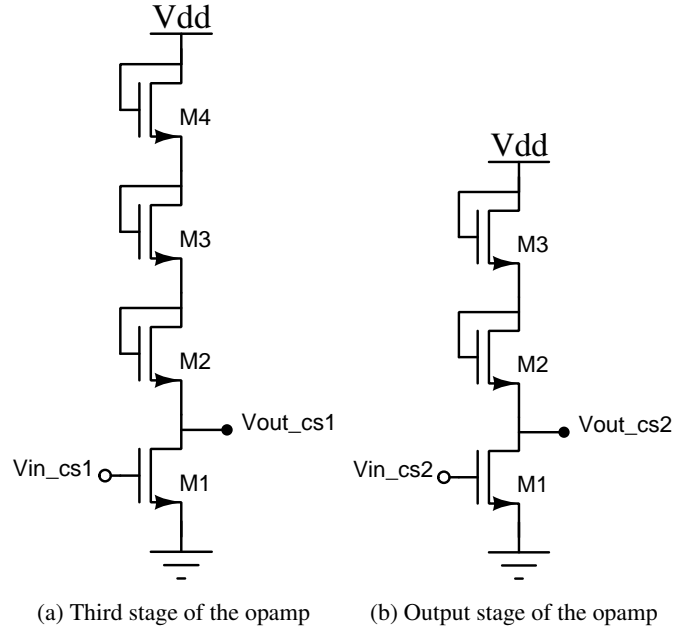 Vdd
M4
M3
M2
Vout_cs1
Vin_cs1
M1
(a) Third stage of the opamp
Vdd
M3
M2
Vout_cs2
Vin_cs2
M1
(b) Output stage of the opamp